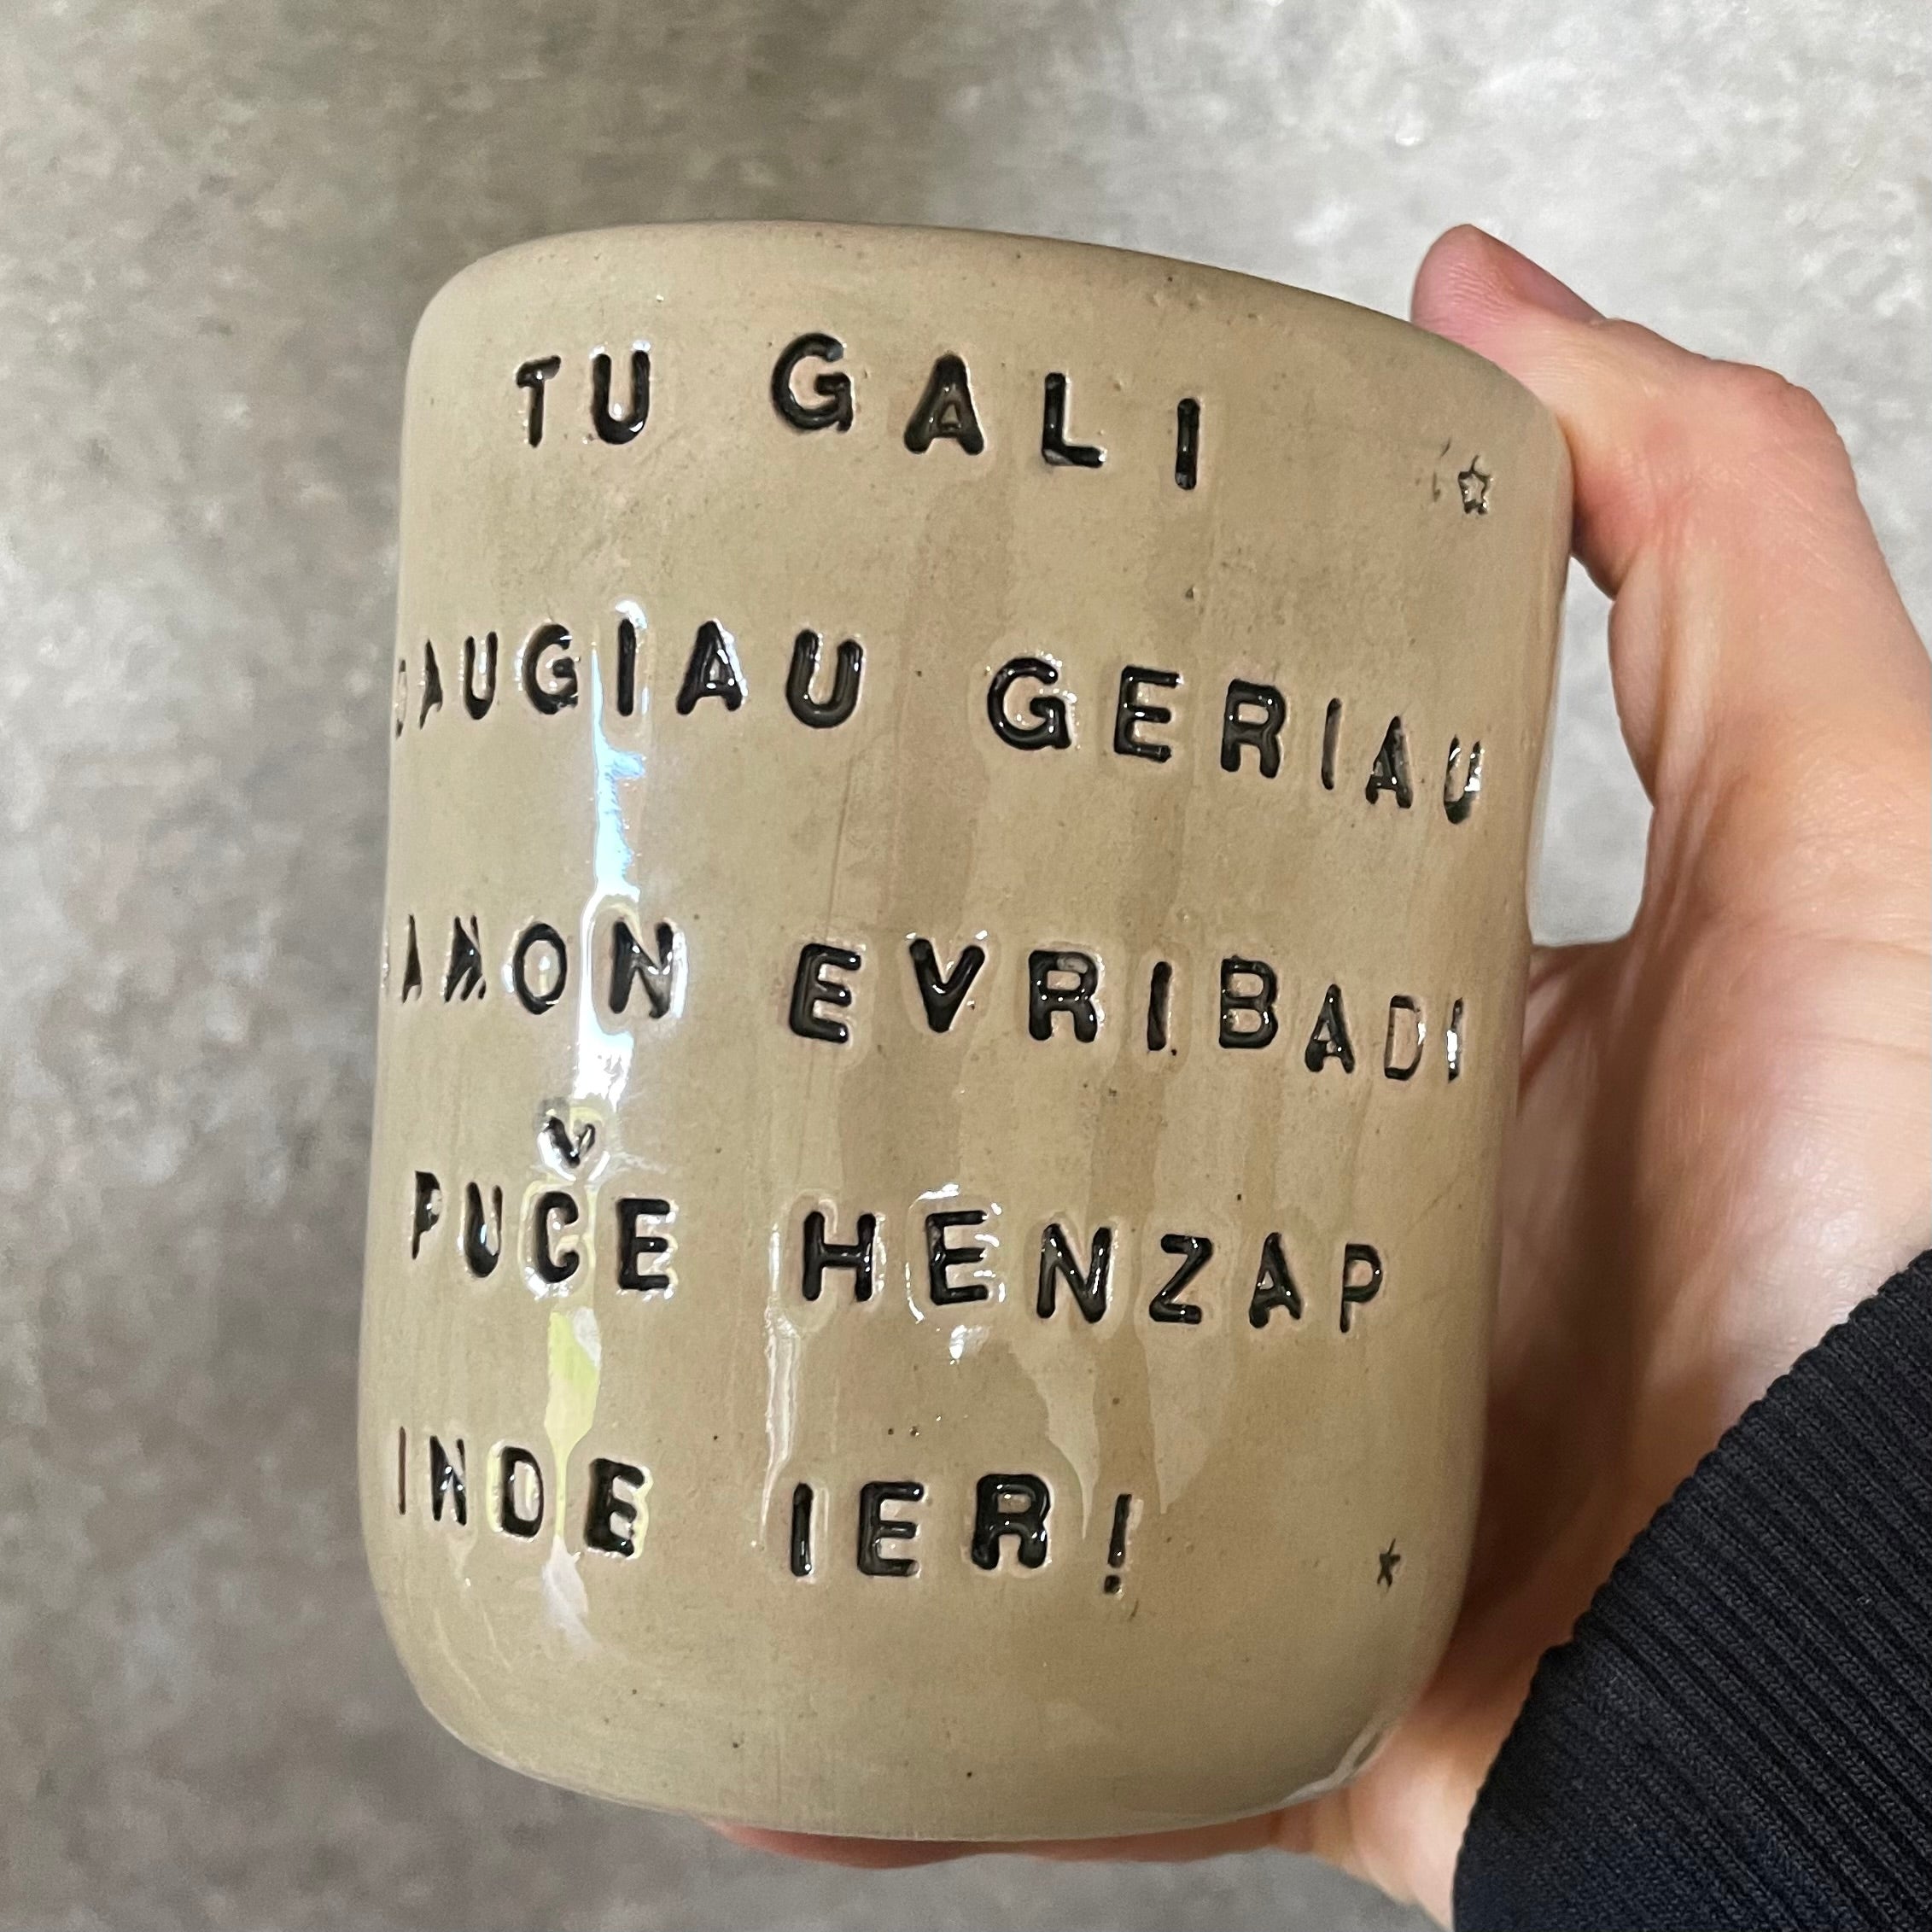 TU GALI
DAUGIAU GERIAU
KAMON EVRIBADI
PUČE HENZAP
INDE IER!